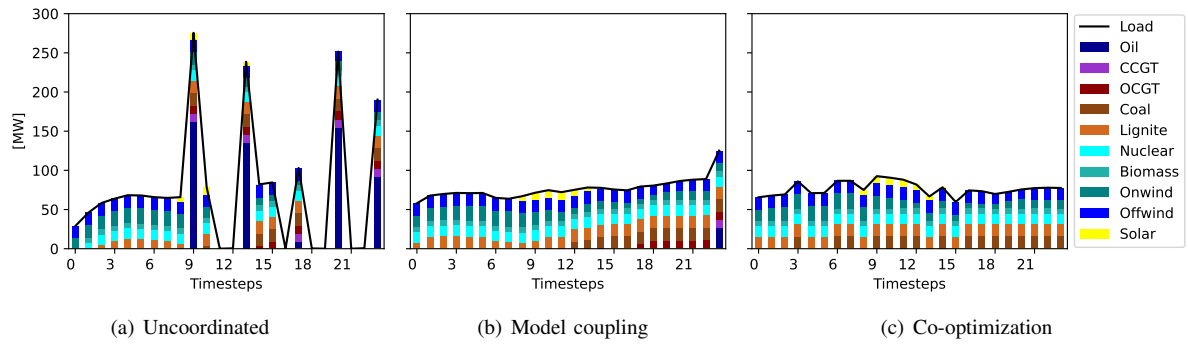 300
250
200
150
100
50
0
[MW]
0 3 6 9 12 15 18 21
Timesteps
0 3 6 9 12 15 18 21
Timesteps
0 3 6 9 12 15 18 21
Timesteps
Load
Oil
CCGT
OCGT
Coal
Lignite
Nuclear
Biomass
Onwind
Offwind
Solar
(a) Uncoordinated
(b) Model coupling
(c) Co-optimization